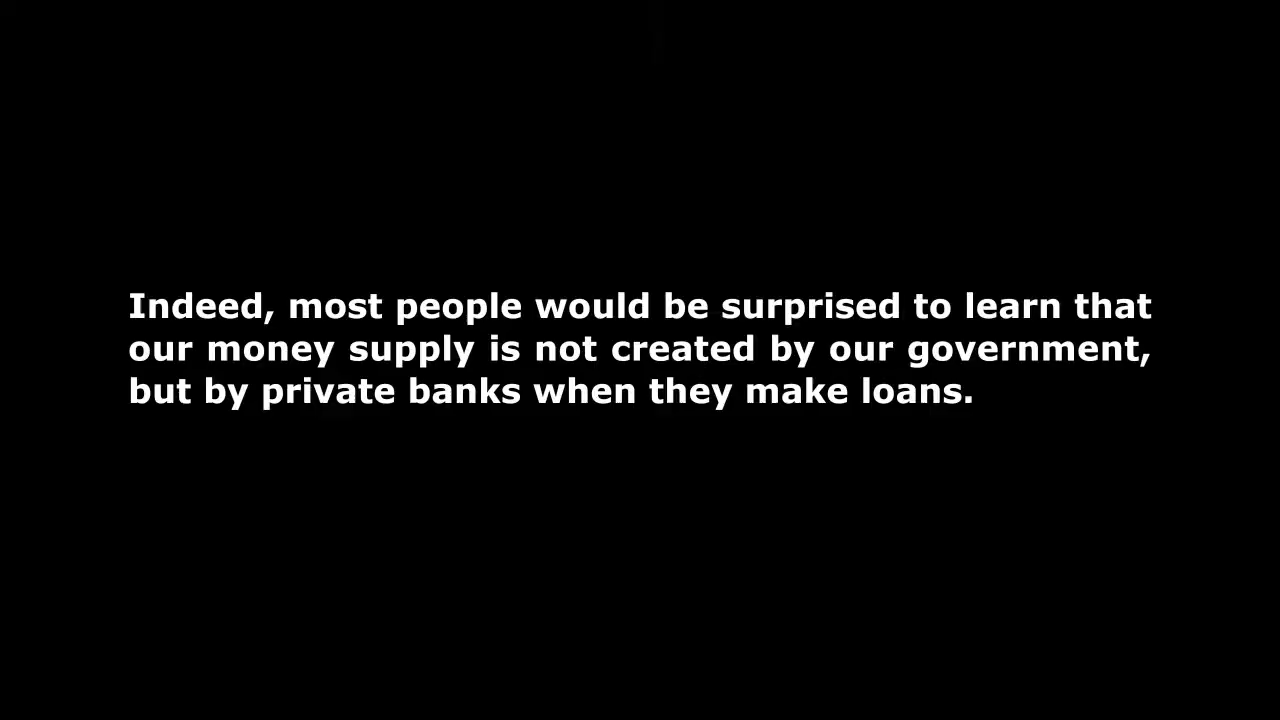 Indeed, most people would be surprised to learn that
our money supply is not created by our government,
but by private banks when they make loans.